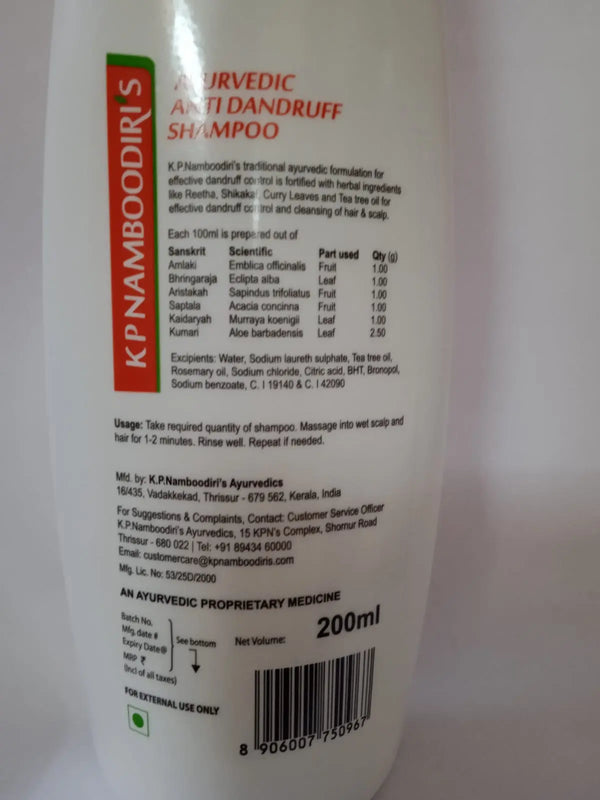 KP NAMBOODIRI'S
AYURVEDIC
ANTI DANDRUFF
SHAMPOO
K.P.Namboodiri's traditional ayurvedic formulation for
effective dandruff control is fortified with herbal ingredients
like Reetha, Shikakai, Curry Leaves and Tea tree oil for
effective dandruff control and cleansing of hair & scalp.
Each 100ml is prepared out of
Sanskrit Scientific Part used Qty (g)
Amlaki Emblica officinalis Fruit 1.00
Bhringaraja Eclipta alba Leaf 1.00
Aristakah Sapindus trifoliatus Fruit 1.00
Saptala Acacia concinna Fruit 1.00
Kaidaryah Murraya koenigii Leaf 1.00
Kumari Aloe barbadensis Leaf 2.50
Excipients: Water, Sodium laureth sulphate, Tea tree oil,
Rosemary oil, Sodium chloride, Citric acid, BHT, Bronopol,
Sodium benzoate, C. I 19140 & C. I 42090
Usage: Take required quantity of shampoo. Massage into wet scalp and
hair for 1-2 minutes. Rinse well. Repeat if needed.
Mfd. by: K.P.Namboodiri's Ayurvedics
16/435, Vadakkekad, Thrissur - 679 562, Kerala, India
For Suggestions & Complaints, Contact: Customer Service Officer
K.P.Namboodiri's Ayurvedics, 15 KPN's Complex, Shornur Road
Thrissur - 680 022 | Tel: +91 89434 60000
Email: customercare@kpnamboodiris.com
Mfg. Lic. No: 53/25D/2000
AN AYURVEDIC PROPRIETARY MEDICINE
Batch No.
Mfg. date #
Expiry Date@
MRP ₹
(Incl of all taxes)
See bottom
Net Volume: 200ml
FOR EXTERNAL USE ONLY
8 906007 750967